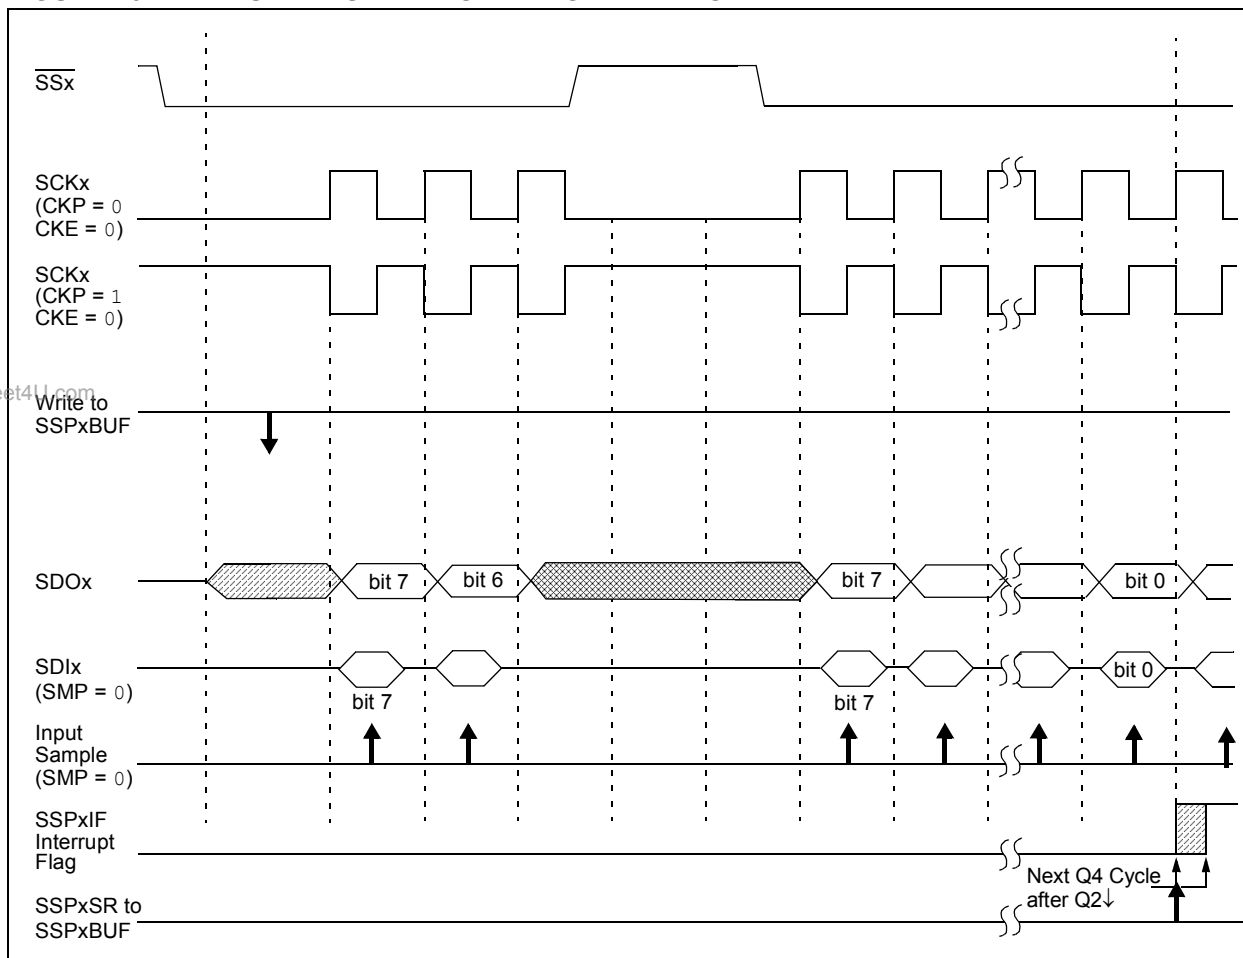 SSx
SCKx
(CKP = 0
CKE = 0)
SCKx
(CKP = 1
CKE = 0)
eet4U.com
Write to
SSPxBUF
SDOx
bit 7
bit 6
bit 7
bit 0
SDIx
(SMP = 0)
bit 7
bit 7
bit 0
Input
Sample
(SMP = 0)
SSPxIF
Interrupt
Flag
Next Q4 Cycle
after Q2↓
SSPxSR to
SSPxBUF